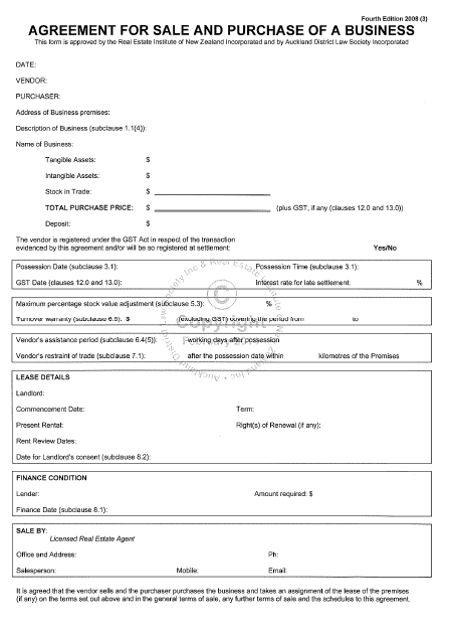 Fourth Edition 2008 (3)
AGREEMENT FOR SALE AND PURCHASE OF A BUSINESS
This form is approved by the Real Estate Institute of New Zealand Incorporated and by Auckland District Law Society Incorporated
DATE:
VENDOR:
PURCHASER:
Address of Business premises:
Description of Business (subclause 1.1(4)):
Name of Business:
Tangible Assets: $
Intangible Assets: $
Stock in Trade: $
TOTAL PURCHASE PRICE: $ (plus GST, if any (clauses 12.0 and 13.0))
Deposit: $
The vendor is registered under the GST Act in respect of the transaction
evidenced by this agreement and/or will be so registered at settlement: Yes/No
Possession Date (subclause 3.1): Possession Time (subclause 3.1):
GST Date (clauses 12.0 and 13.0): Interest rate for late settlement: %
Maximum percentage stock value adjustment (subclause 5.3): %
Turnover warranty (subclause 6.5): $ (excluding GST) covering the period from to
Vendor's assistance period (subclause 6.4(5)): working days after possession
Vendor's restraint of trade (subclause 7.1): after the possession date within kilometres of the Premises
LEASE DETAILS
Landlord:
Commencement Date: Term:
Present Rental: Right(s) of Renewal (if any):
Rent Review Dates:
Date for Landlord's consent (subclause 8.2):
FINANCE CONDITION
Lender: Amount required: $
Finance Date (subclause 8.1):
SALE BY:
Licensed Real Estate Agent
Office and Address: Ph:
Salesperson: Mobile: Email:
It is agreed that the vendor sells and the purchaser purchases the business and takes an assignment of the lease of the premises
(if any) on the terms set out above and in the general terms of sale, any further terms of sale and the schedules to this agreement.
©
Copyright